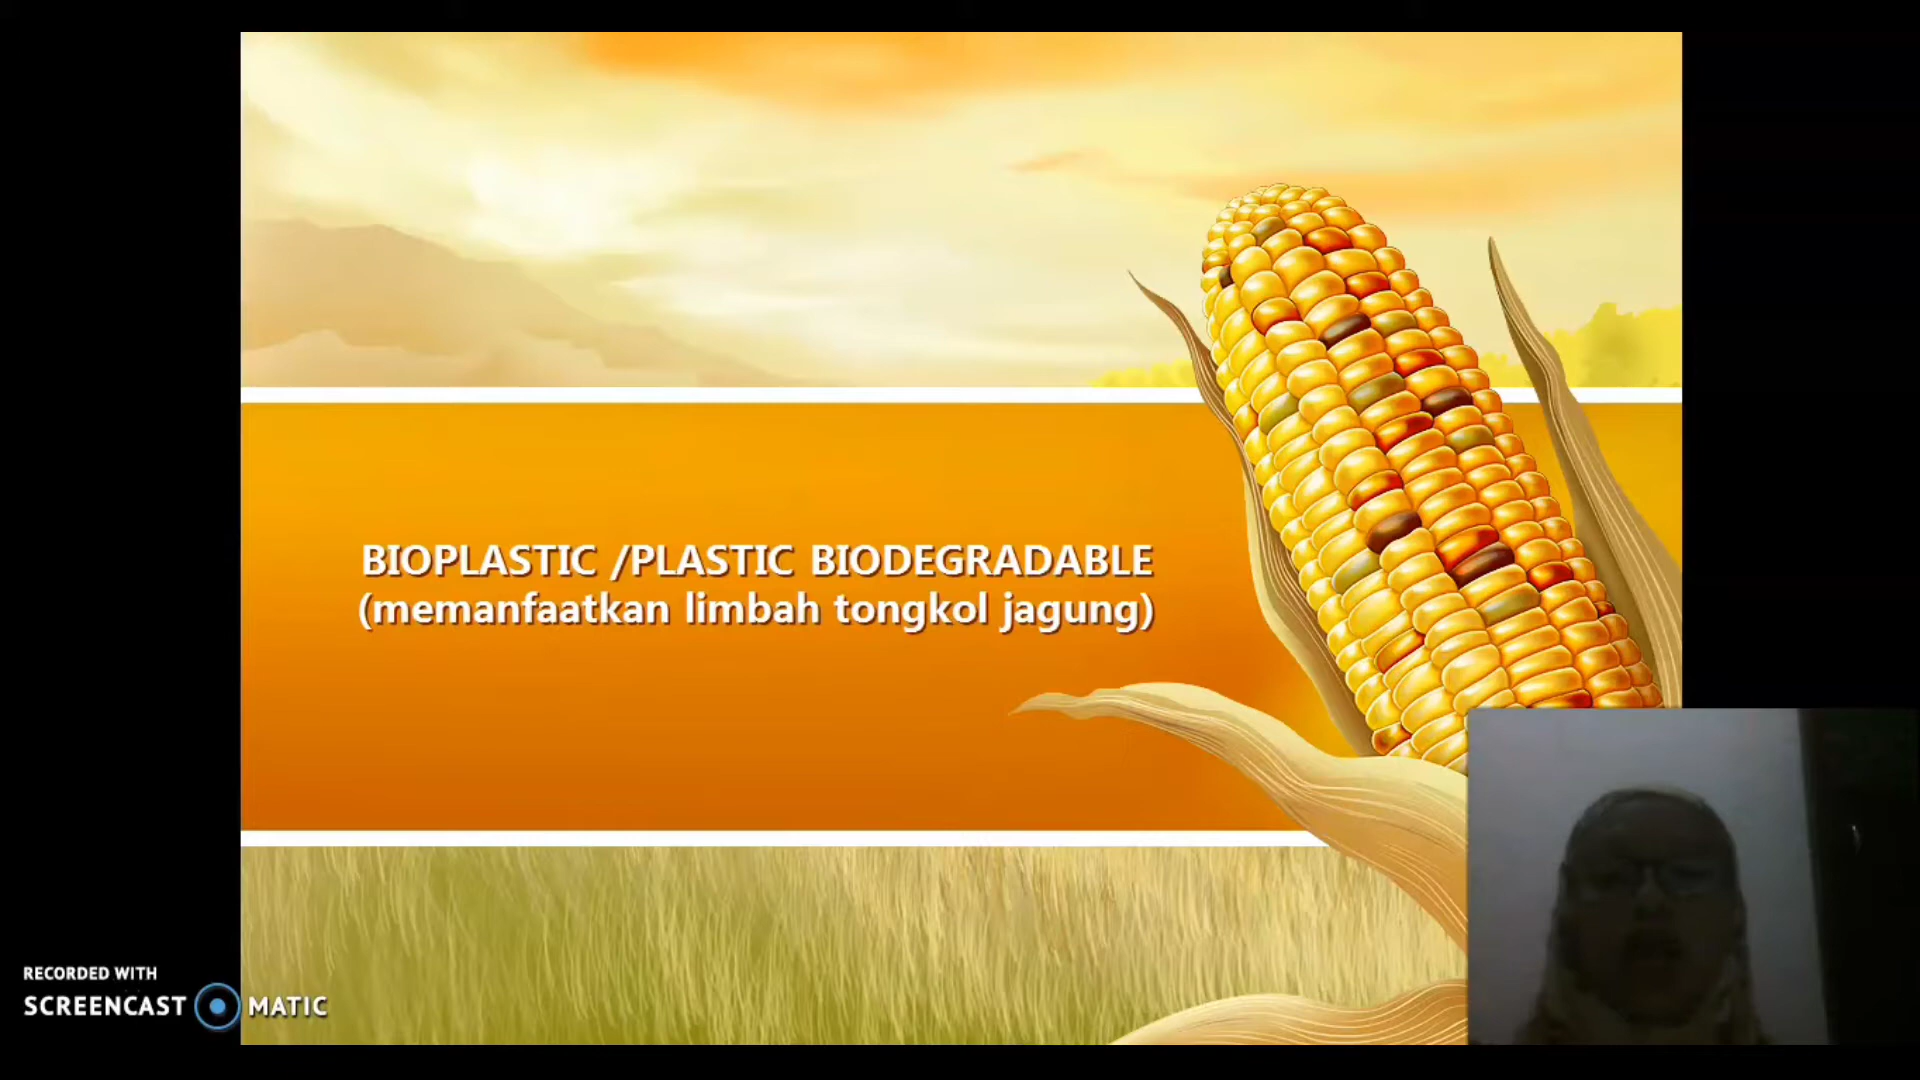 BIOPLASTIC /PLASTIC BIODEGRADABLE
(memanfaatkan limbah tongkol jagung)
RECORDED WITH
SCREENCAST MATIC